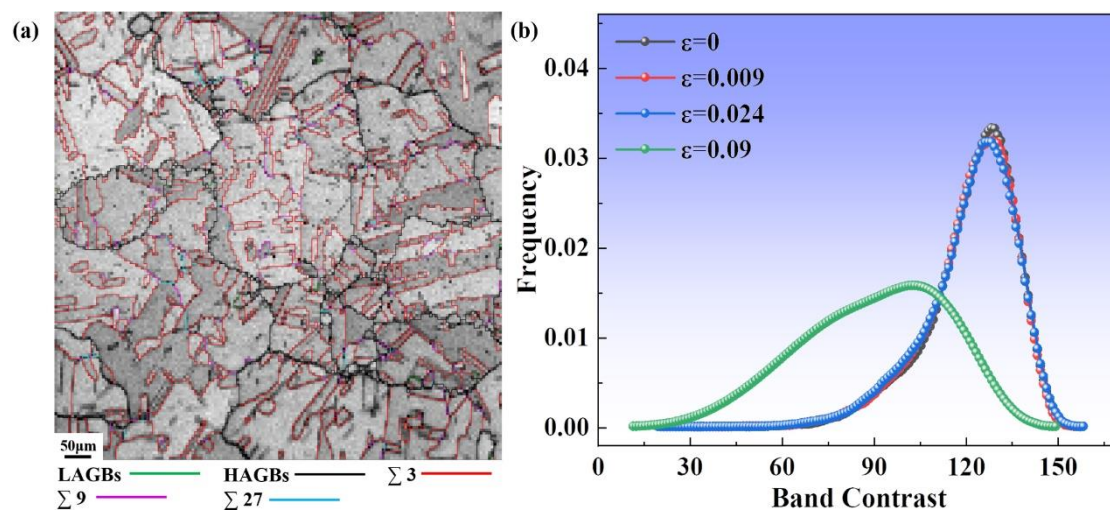 (a)
50μm
LAGBs HAGBs ∑ 3
∑ 9 ∑ 27
(b)
ε=0
ε=0.009
ε=0.024
ε=0.09
0.04
0.03
0.02
0.01
0.00
Frequency
0 30 60 90 120 150
Band Contrast